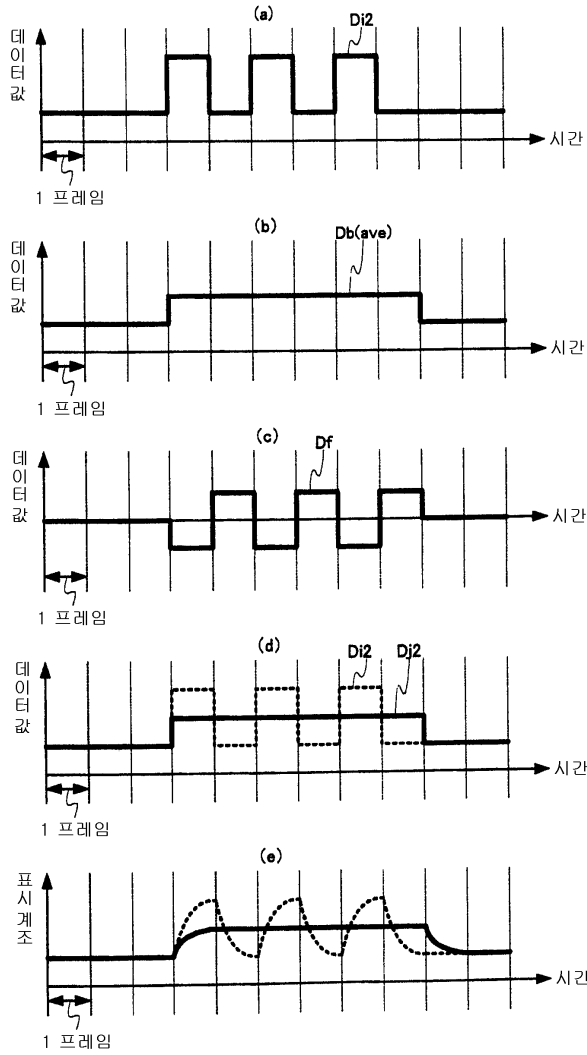 (a)
데이터값
Di2
시간
1 프레임
(b)
데이터값
Db(ave)
시간
1 프레임
(c)
데이터값
Df
시간
1 프레임
(d)
데이터값
Di2
Dj2
시간
1 프레임
(e)
표시계조
시간
1 프레임